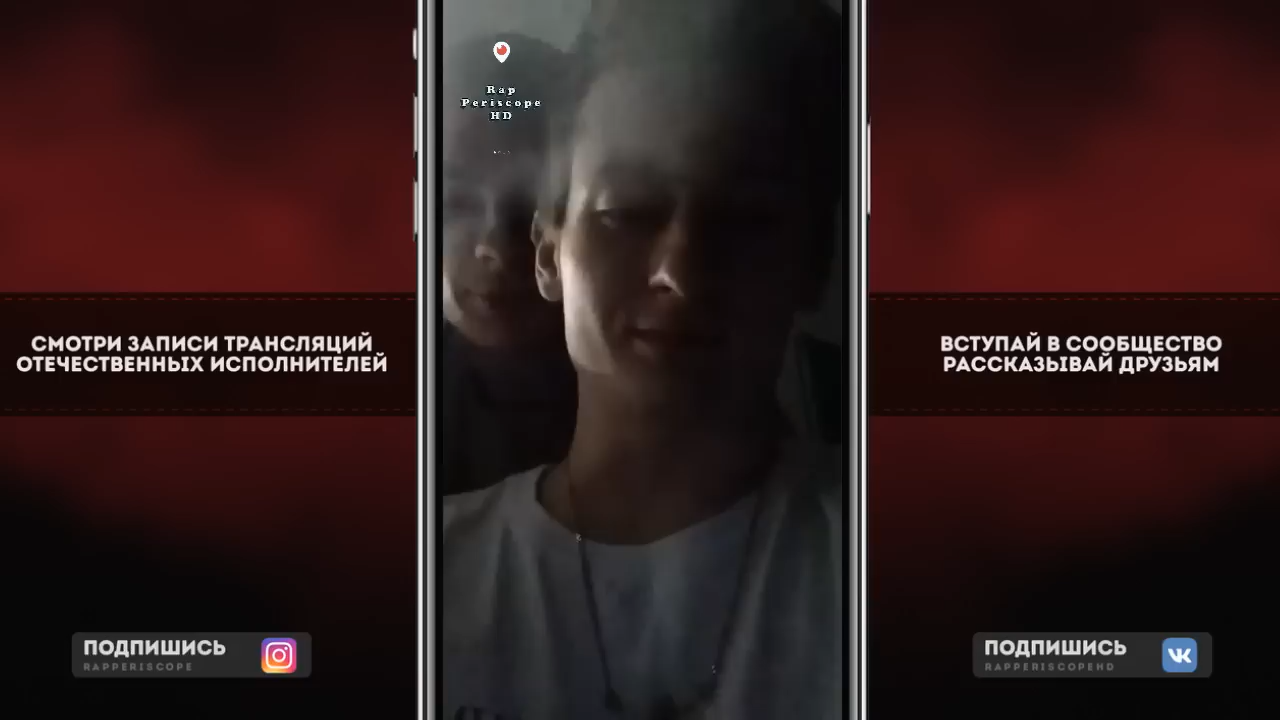 Rap
Periscope
HD
СМОТРИ ЗАПИСИ ТРАНСЛЯЦИЙ
ОТЕЧЕСТВЕННЫХ ИСПОЛНИТЕЛЕЙ
ВСТУПАЙ В СООБЩЕСТВО
РАССКАЗЫВАЙ ДРУЗЬЯМ
ПОДПИШИСЬ
RAPPERISCOPE
ПОДПИШИСЬ
RAPPERISCOPEHD